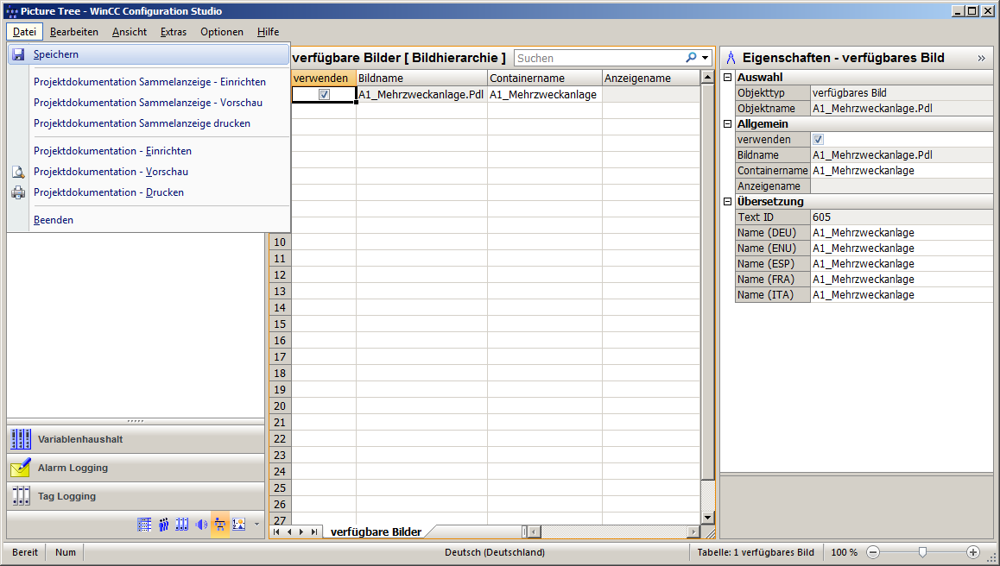 Picture Tree - WinCC Configuration Studio
Datei Bearbeiten Ansicht Extras Optionen Hilfe
Speichern
Projektdokumentation Sammelanzeige - Einrichten
Projektdokumentation Sammelanzeige - Vorschau
Projektdokumentation Sammelanzeige drucken
Projektdokumentation - Einrichten
Projektdokumentation - Vorschau
Projektdokumentation - Drucken
Beenden
Variablenhaushalt
Alarm Logging
Tag Logging
verfügbare Bilder [ Bildhierarchie ] Suchen
verwenden Bildname Containername Anzeigename
A1_Mehrzweckanlage.Pdl A1_Mehrzweckanlage
10
11
12
13
14
15
16
17
18
19
20
21
22
23
24
25
26
27
verfügbare Bilder
Eigenschaften - verfügbares Bild »
Auswahl
Objekttyp verfügbares Bild
Objektname A1_Mehrzweckanlage.Pdl
Allgemein
verwenden
Bildname A1_Mehrzweckanlage.Pdl
Containername A1_Mehrzweckanlage
Anzeigename
Übersetzung
Text ID 605
Name (DEU) A1_Mehrzweckanlage
Name (ENU) A1_Mehrzweckanlage
Name (ESP) A1_Mehrzweckanlage
Name (FRA) A1_Mehrzweckanlage
Name (ITA) A1_Mehrzweckanlage
Bereit Num Deutsch (Deutschland) Tabelle: 1 verfügbares Bild 100 %